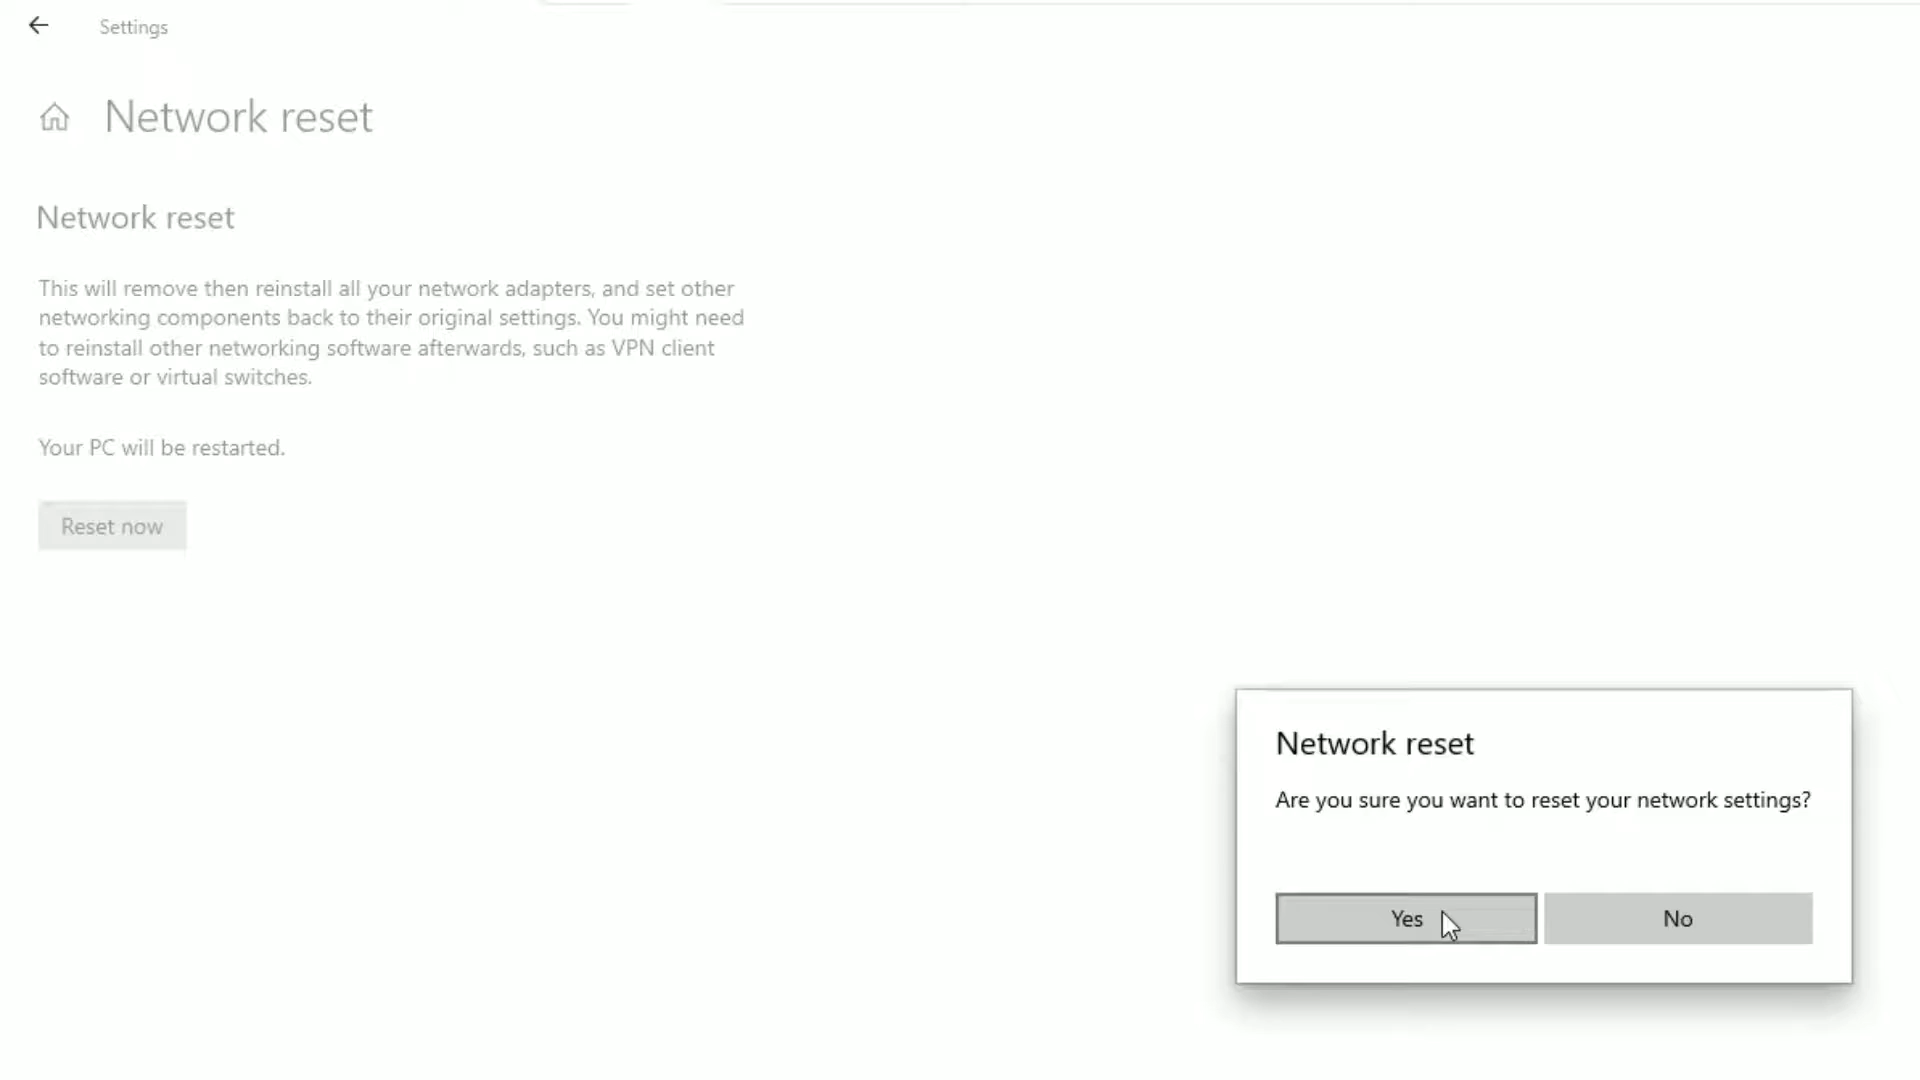 Settings
Network reset
Network reset
This will remove then reinstall all your network adapters, and set other
networking components back to their original settings. You might need
to reinstall other networking software afterwards, such as VPN client
software or virtual switches.
Your PC will be restarted.
Reset now
Network reset
Are you sure you want to reset your network settings?
Yes
No